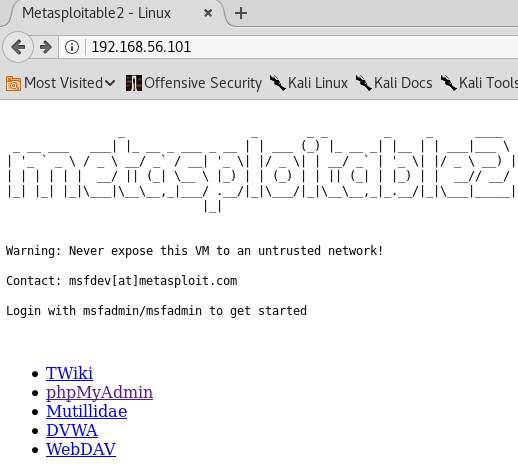 Metasploitable2 - Linux
192.168.56.101
Most Visited Offensive Security Kali Linux Kali Docs Kali Tools
metasploitable2
Warning: Never expose this VM to an untrusted network!
Contact: msfdev[at]metasploit.com
Login with msfadmin/msfadmin to get started
TWiki
phpMyAdmin
Mutillidae
DVWA
WebDAV